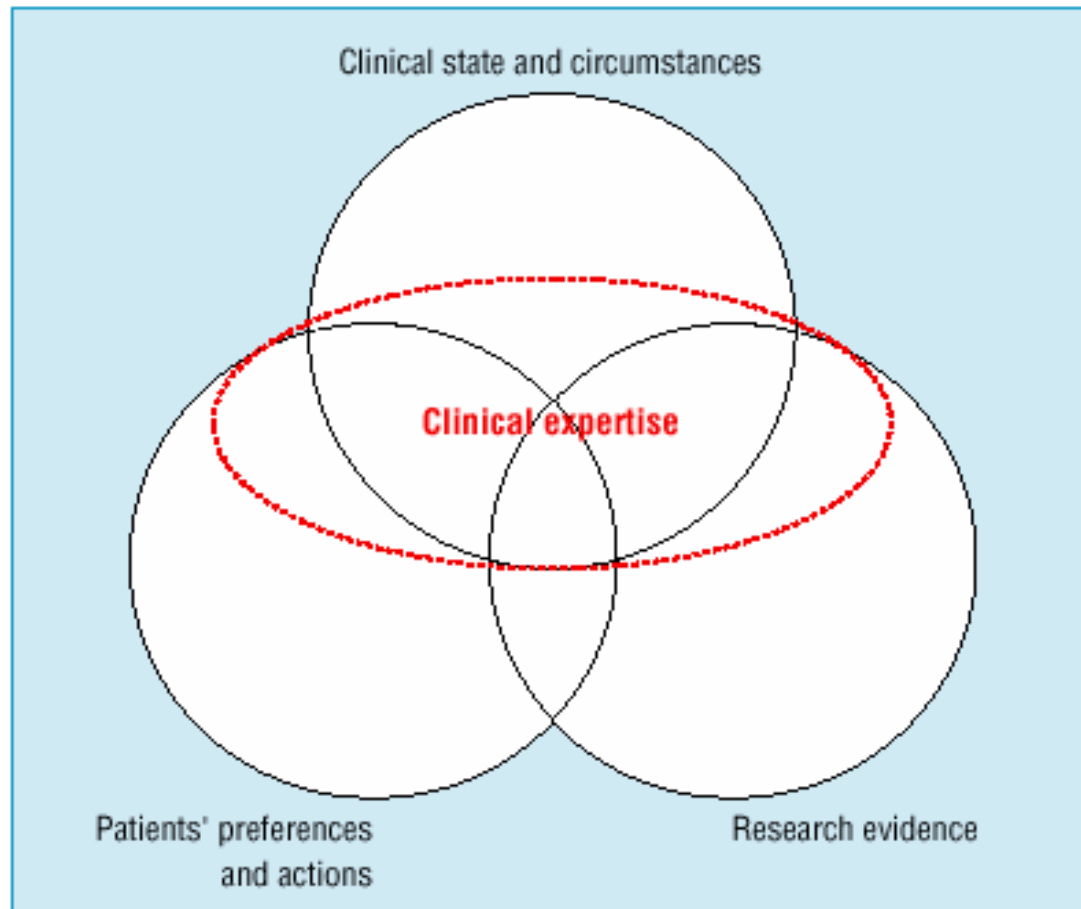 Clinical state and circumstances
Clinical expertise
Patients' preferences
and actions
Research evidence